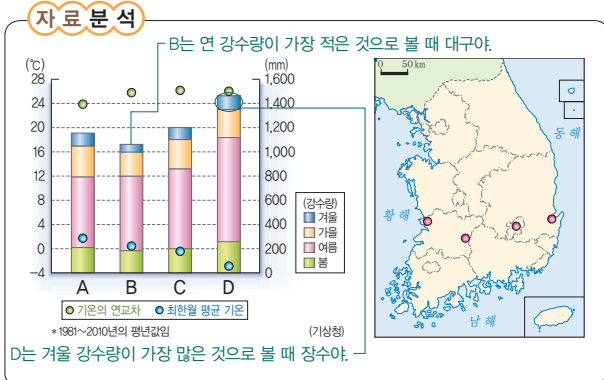 자료분석
B는 연 강수량이 가장 적은 것으로 볼 때 대구야.
(℃) (mm)
28 1,600
24 1,400
20 1,200
16 1,000
12 800
8 600
4 400
0 200
-4 0
(강수량)
겨울
가을
여름
봄
A B C D
기온의 연교차 최한월 평균 기온
*1981~2010년의 평년값임 (기상청)
D는 겨울 강수량이 가장 많은 것으로 볼 때 장수야.
0 50km
동해
황해
남해